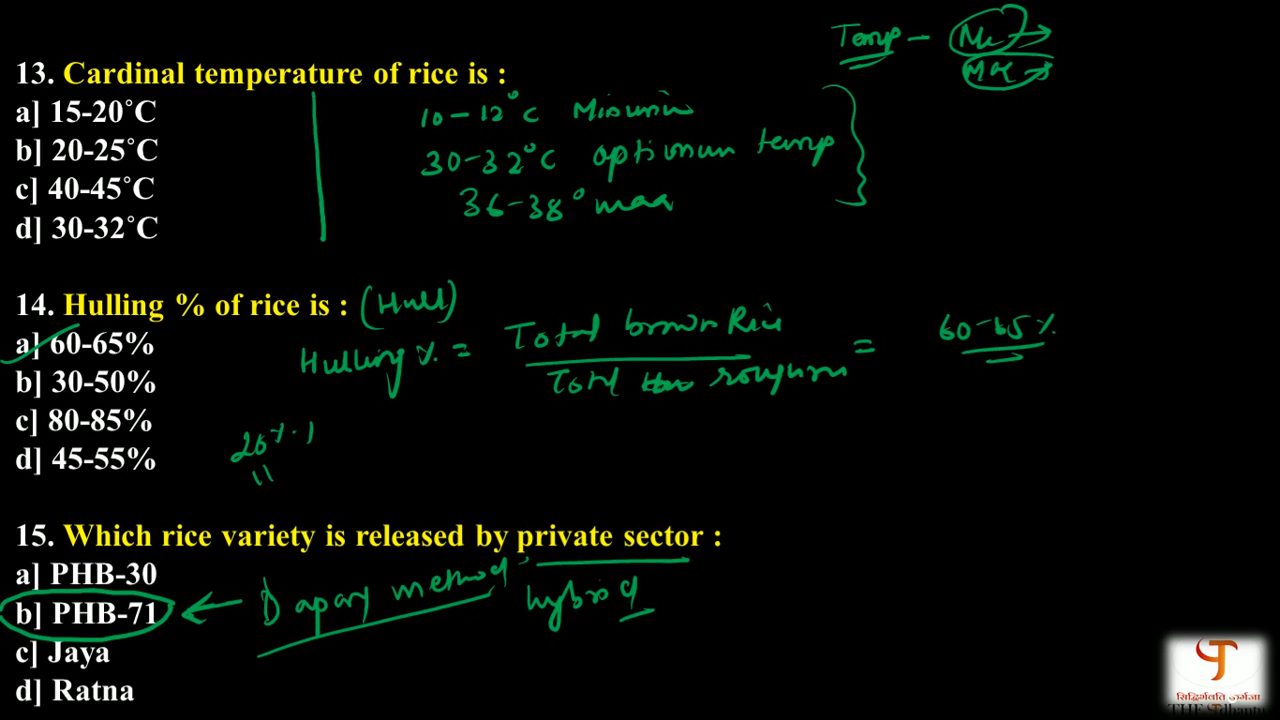 Temp -
Max
13. Cardinal temperature of rice is :
a] 15-20˚C
b] 20-25˚C
c] 40-45˚C
d] 30-32˚C
10-12°C
30-32°C optimum temp
36-38° max
14. Hulling % of rice is : (Hull)
a] 60-65%
b] 30-50%
c] 80-85%
d] 45-55%
Hulling % = Total brown Rice
Total
= 60-65%
15. Which rice variety is released by private sector :
a] PHB-30
b] PHB-71
c] Jaya
d] Ratna
method hybrid